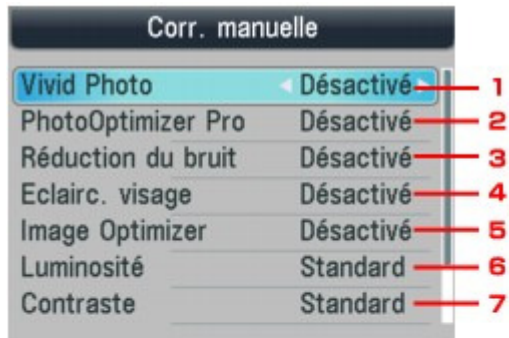 Corr. manuelle
Vivid Photo Désactivé 1
PhotoOptimizer Pro Désactivé 2
Réduction du bruit Désactivé 3
Eclairc. visage Désactivé 4
Image Optimizer Désactivé 5
Luminosité Standard 6
Contraste Standard 7